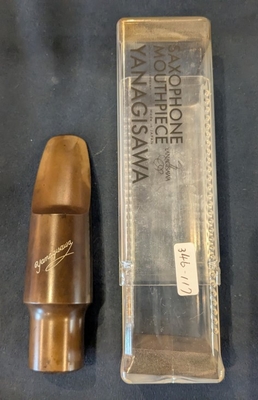 Yanagisawa
SAXOPHONE
MOUTHPIECE
YANAGISAWA
346-117